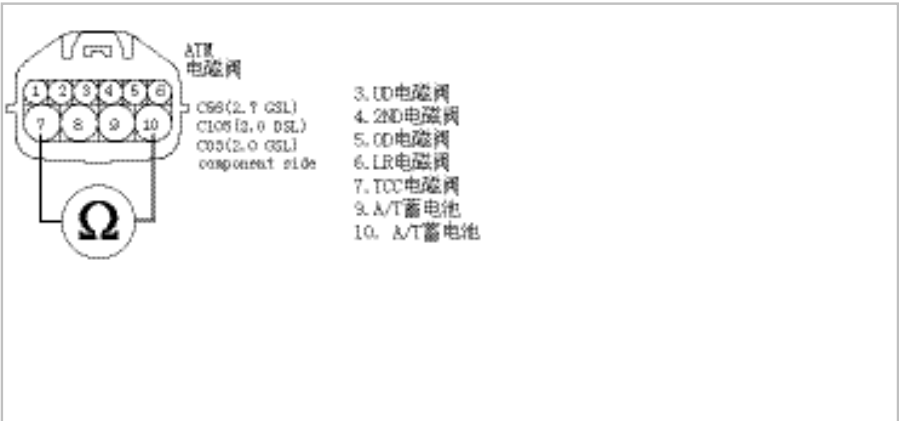 ATM
电磁阀
1 2 3 4 5 6
7 8 9 10
C56(2.7 GSL)
C105(2.0 DSL)
C03(2.0 GSL)
component side
Ω
3. UD电磁阀
4. 2ND电磁阀
5. OD电磁阀
6. LR电磁阀
7. TCC电磁阀
9. A/T蓄电池
10. A/T蓄电池